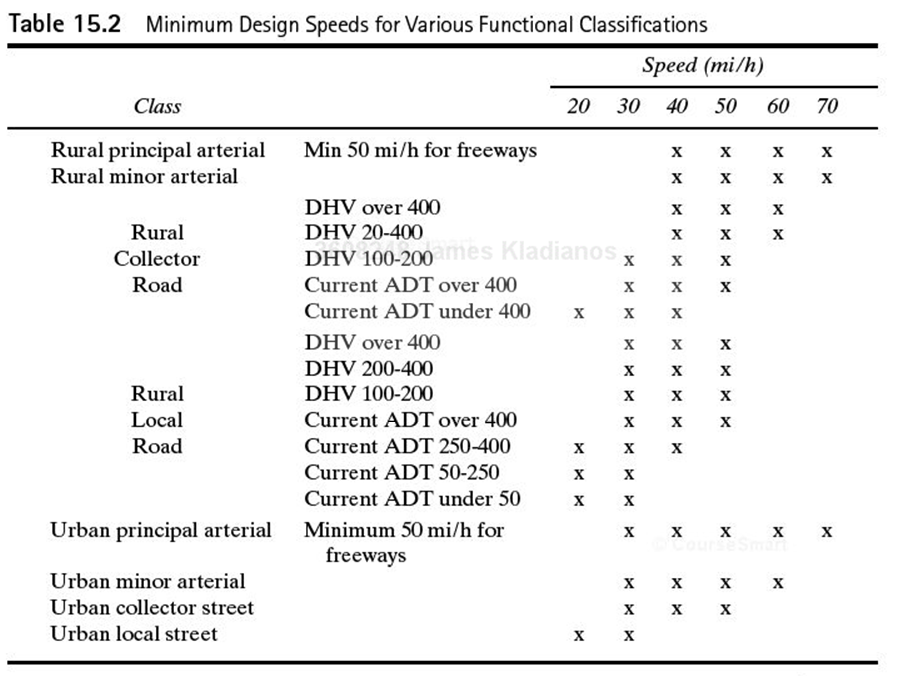 Table 15.2 Minimum Design Speeds for Various Functional Classifications
Speed (mi/h)
Class 20 30 40 50 60 70
Rural principal arterial Min 50 mi/h for freeways x x x x
Rural minor arterial x x x x
DHV over 400 x x x
Rural DHV 20-400 x x x
Collector DHV 100-200 x x x
Road Current ADT over 400 x x x
Current ADT under 400 x x x
DHV over 400 x x x
DHV 200-400 x x x
Rural DHV 100-200 x x x
Local Current ADT over 400 x x x
Road Current ADT 250-400 x x x
Current ADT 50-250 x x
Current ADT under 50 x x
Urban principal arterial Minimum 50 mi/h for x x x x x
freeways
Urban minor arterial x x x x
Urban collector street x x x
Urban local street x x
James Kladianos
© CourseSmart